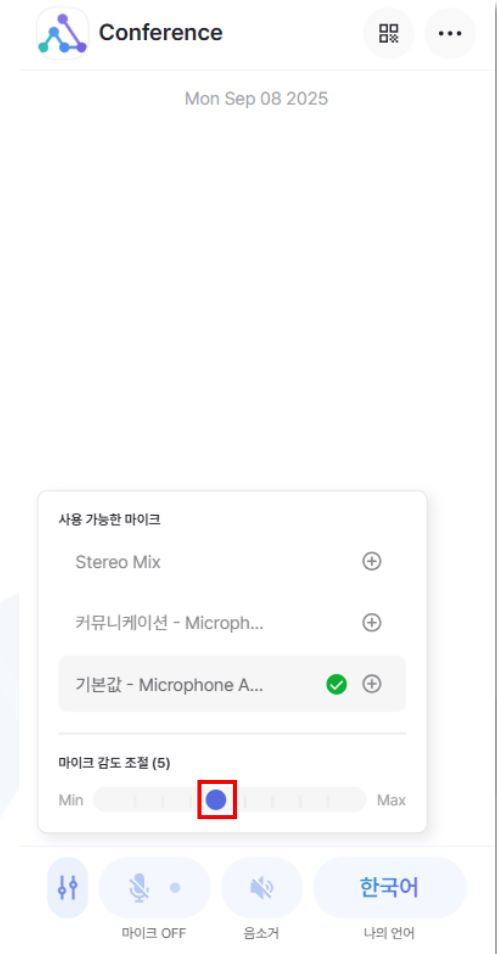 Conference
Mon Sep 08 2025
사용 가능한 마이크
Stereo Mix
커뮤니케이션 - Microph...
기본값 - Microphone A...
마이크 감도 조절 (5)
Min Max
한국어
마이크 OFF 음소거 나의 언어